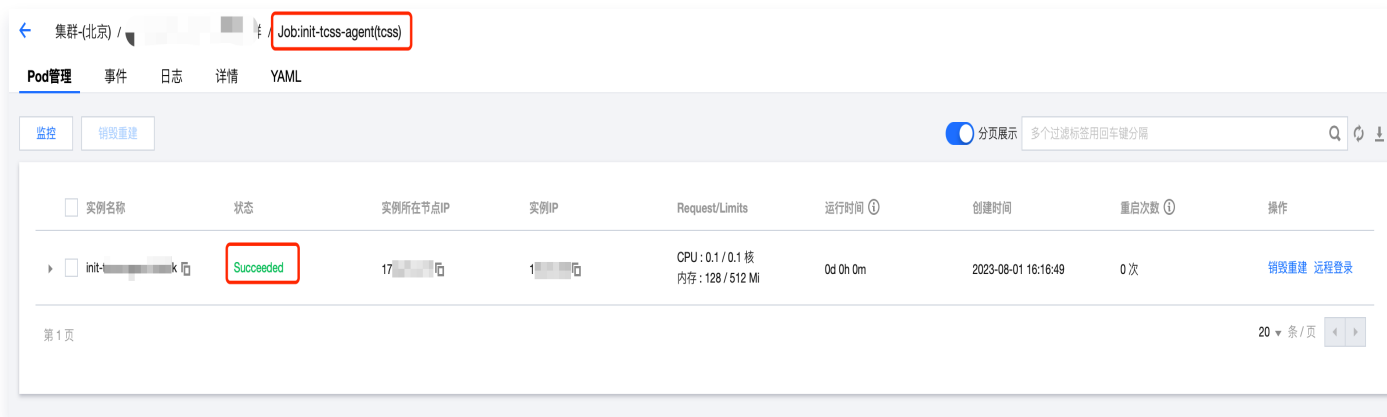 集群-(北京) / / Job:init-tcss-agent(tcss)
Pod管理 事件 日志 详情 YAML
监控 销毁重建 分页展示 多个过滤标签用回车键分隔
实例名称 状态 实例所在节点IP 实例IP Request/Limits 运行时间 创建时间 重启次数 操作
init- k Succeeded 17 1 CPU : 0.1 / 0.1 核 0d 0h 0m 2023-08-01 16:16:49 0 次 销毁重建 远程登录
内存 : 128 / 512 Mi
第 1 页 20 条 / 页